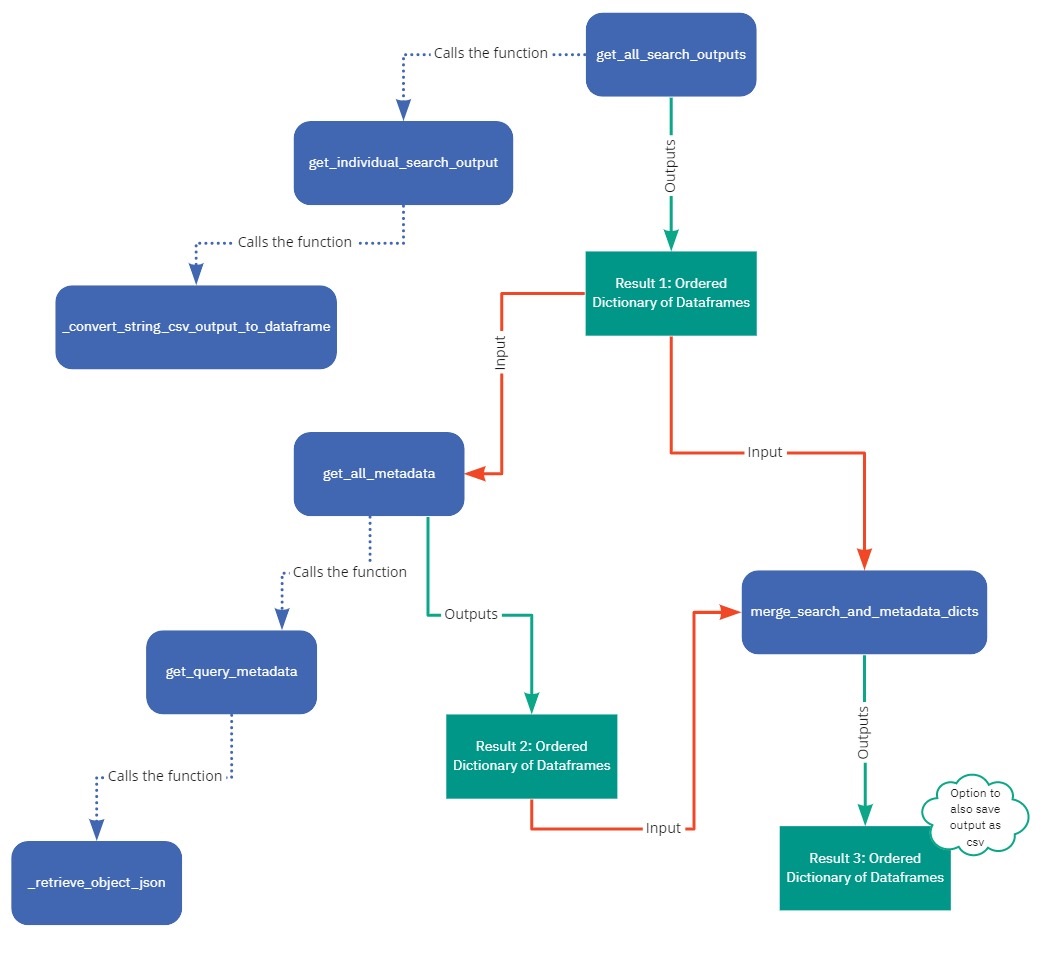 get_all_search_outputs
Calls the function
get_individual_search_output
Outputs
Calls the function
_convert_string_csv_output_to_dataframe
Result 1: Ordered
Dictionary of Dataframes
Input
get_all_metadata
Input
Calls the function
Outputs
merge_search_and_metadata_dicts
get_query_metadata
Outputs
Result 2: Ordered
Dictionary of Dataframes
Calls the function
Input
Option to
also save
output as
csv
Result 3: Ordered
Dictionary of Dataframes
_retrieve_object_json